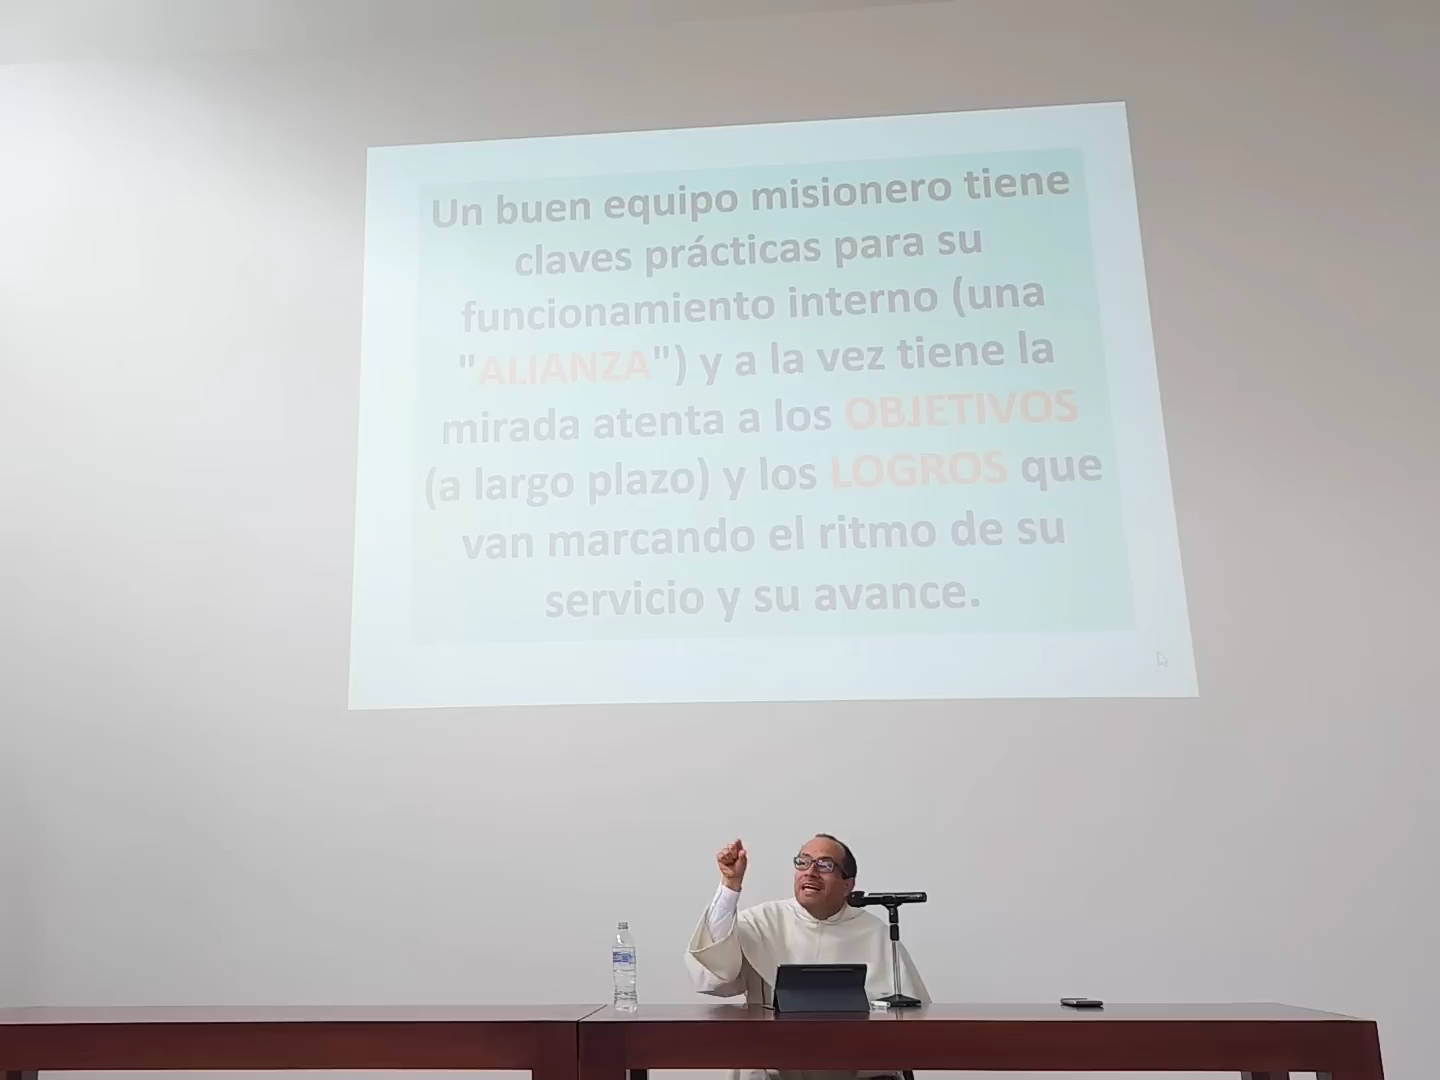 Un buen equipo misionero tiene
claves prácticas para su
funcionamiento interno (una
"ALIANZA") y a la vez tiene la
mirada atenta a los OBJETIVOS
(a largo plazo) y los LOGROS que
van marcando el ritmo de su
servicio y su avance.